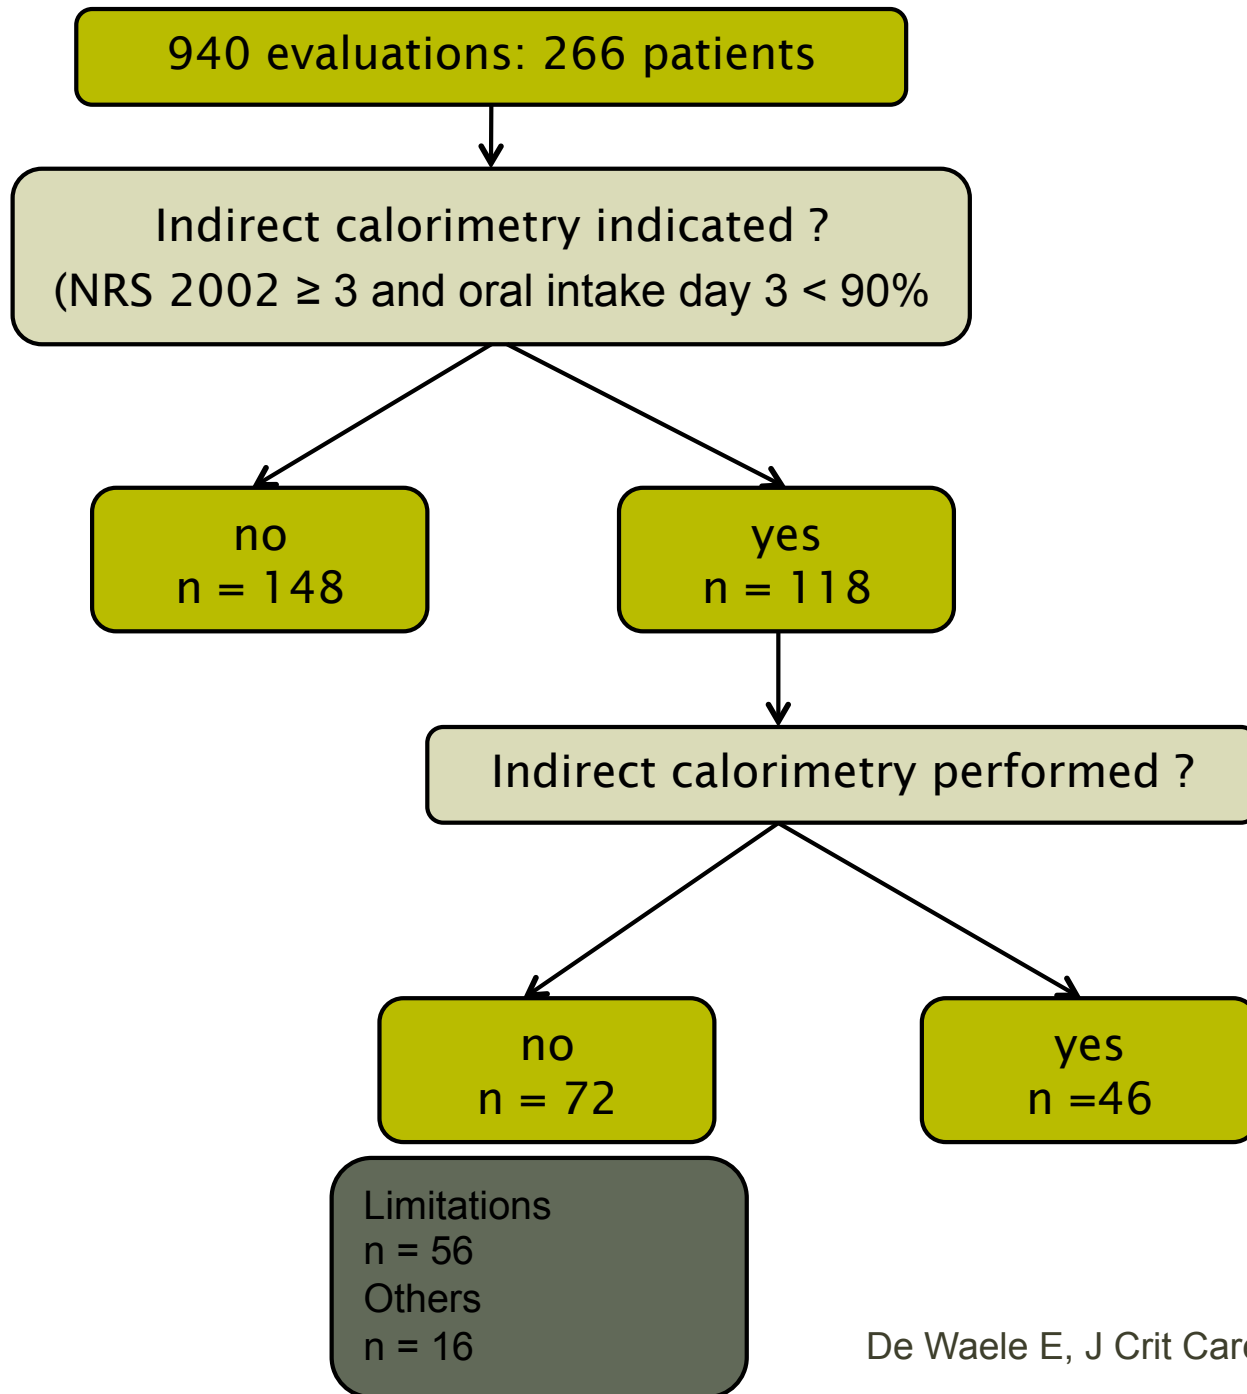 940 evaluations: 266 patients
Indirect calorimetry indicated ?
(NRS 2002 ≥ 3 and oral intake day 3 < 90%
no
n = 148
yes
n = 118
Indirect calorimetry performed ?
no
n = 72
yes
n =46
Limitations
n = 56
Others
n = 16
De Waele E, J Crit Care